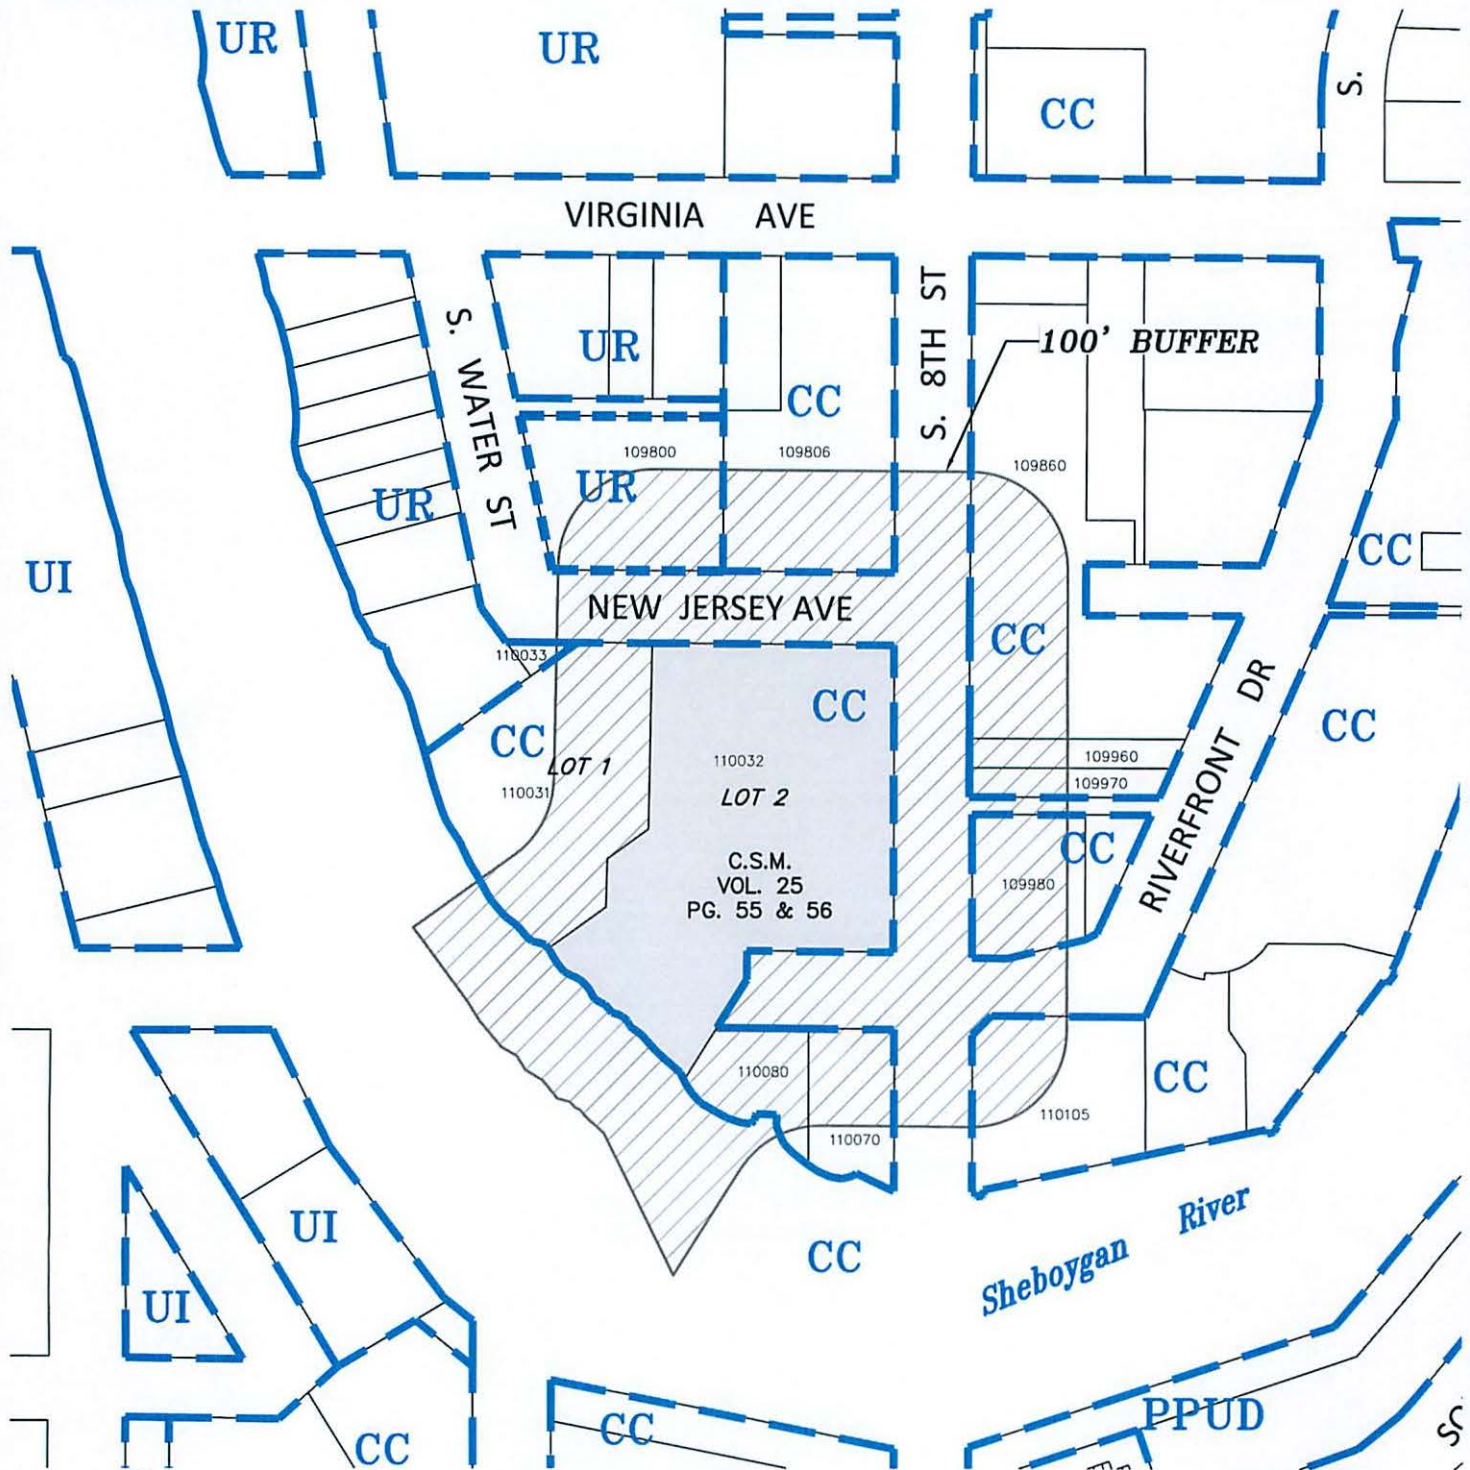 UR
UR
CC
S.
VIRGINIA AVE
S. WATER ST
UR
CC
S. 8TH ST
100' BUFFER
109800
109806
109860
UR
UR
CC
UI
NEW JERSEY AVE
CC
110033
CC
CC
LOT 1
110031
110032
LOT 2
C.S.M.
VOL. 25
PG. 55 & 56
109960
109970
RIVERFRONT DR
CC
CC
109980
110080
110070
110105
CC
UI
UI
CC
Sheboygan River
CC
CC
PPUD